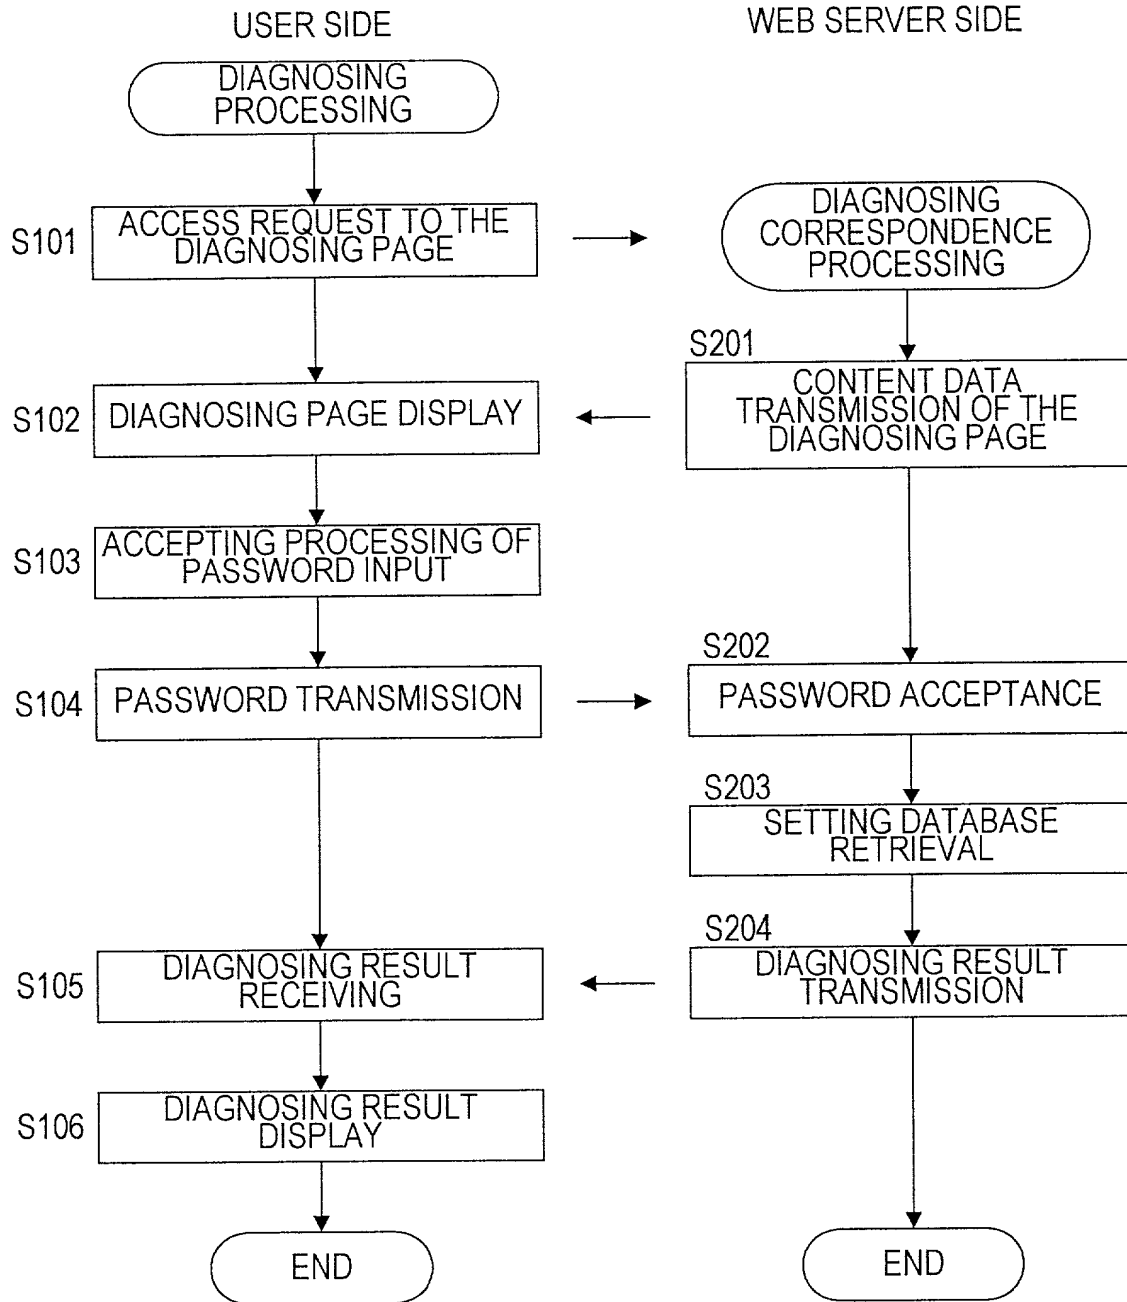 USER SIDE
WEB SERVER SIDE
DIAGNOSING
PROCESSING
S101
ACCESS REQUEST TO THE
DIAGNOSING PAGE
DIAGNOSING
CORRESPONDENCE
PROCESSING
S201
CONTENT DATA
TRANSMISSION OF THE
DIAGNOSING PAGE
S102
DIAGNOSING PAGE DISPLAY
S103
ACCEPTING PROCESSING OF
PASSWORD INPUT
S104
PASSWORD TRANSMISSION
S202
PASSWORD ACCEPTANCE
S203
SETTING DATABASE
RETRIEVAL
S204
DIAGNOSING RESULT
TRANSMISSION
S105
DIAGNOSING RESULT
RECEIVING
S106
DIAGNOSING RESULT
DISPLAY
END
END